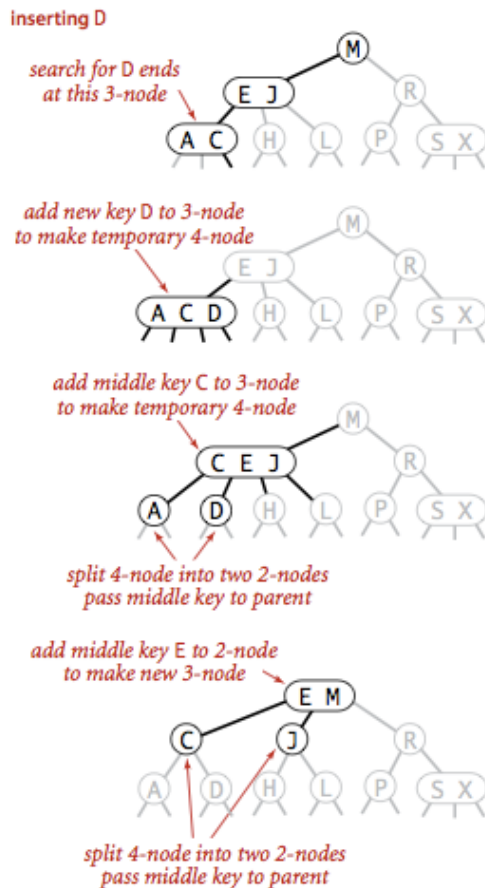 inserting D
search for D ends
at this 3-node
M
E J
R
A C
H
L
P
S X
add new key D to 3-node
to make temporary 4-node
M
E J
R
A C D
H
L
P
S X
add middle key C to 3-node
to make temporary 4-node
M
C E J
R
A
D
H
L
P
S X
split 4-node into two 2-nodes
pass middle key to parent
add middle key E to 2-node
to make new 3-node
E M
C
J
R
A
D
H
L
P
S X
split 4-node into two 2-nodes
pass middle key to parent